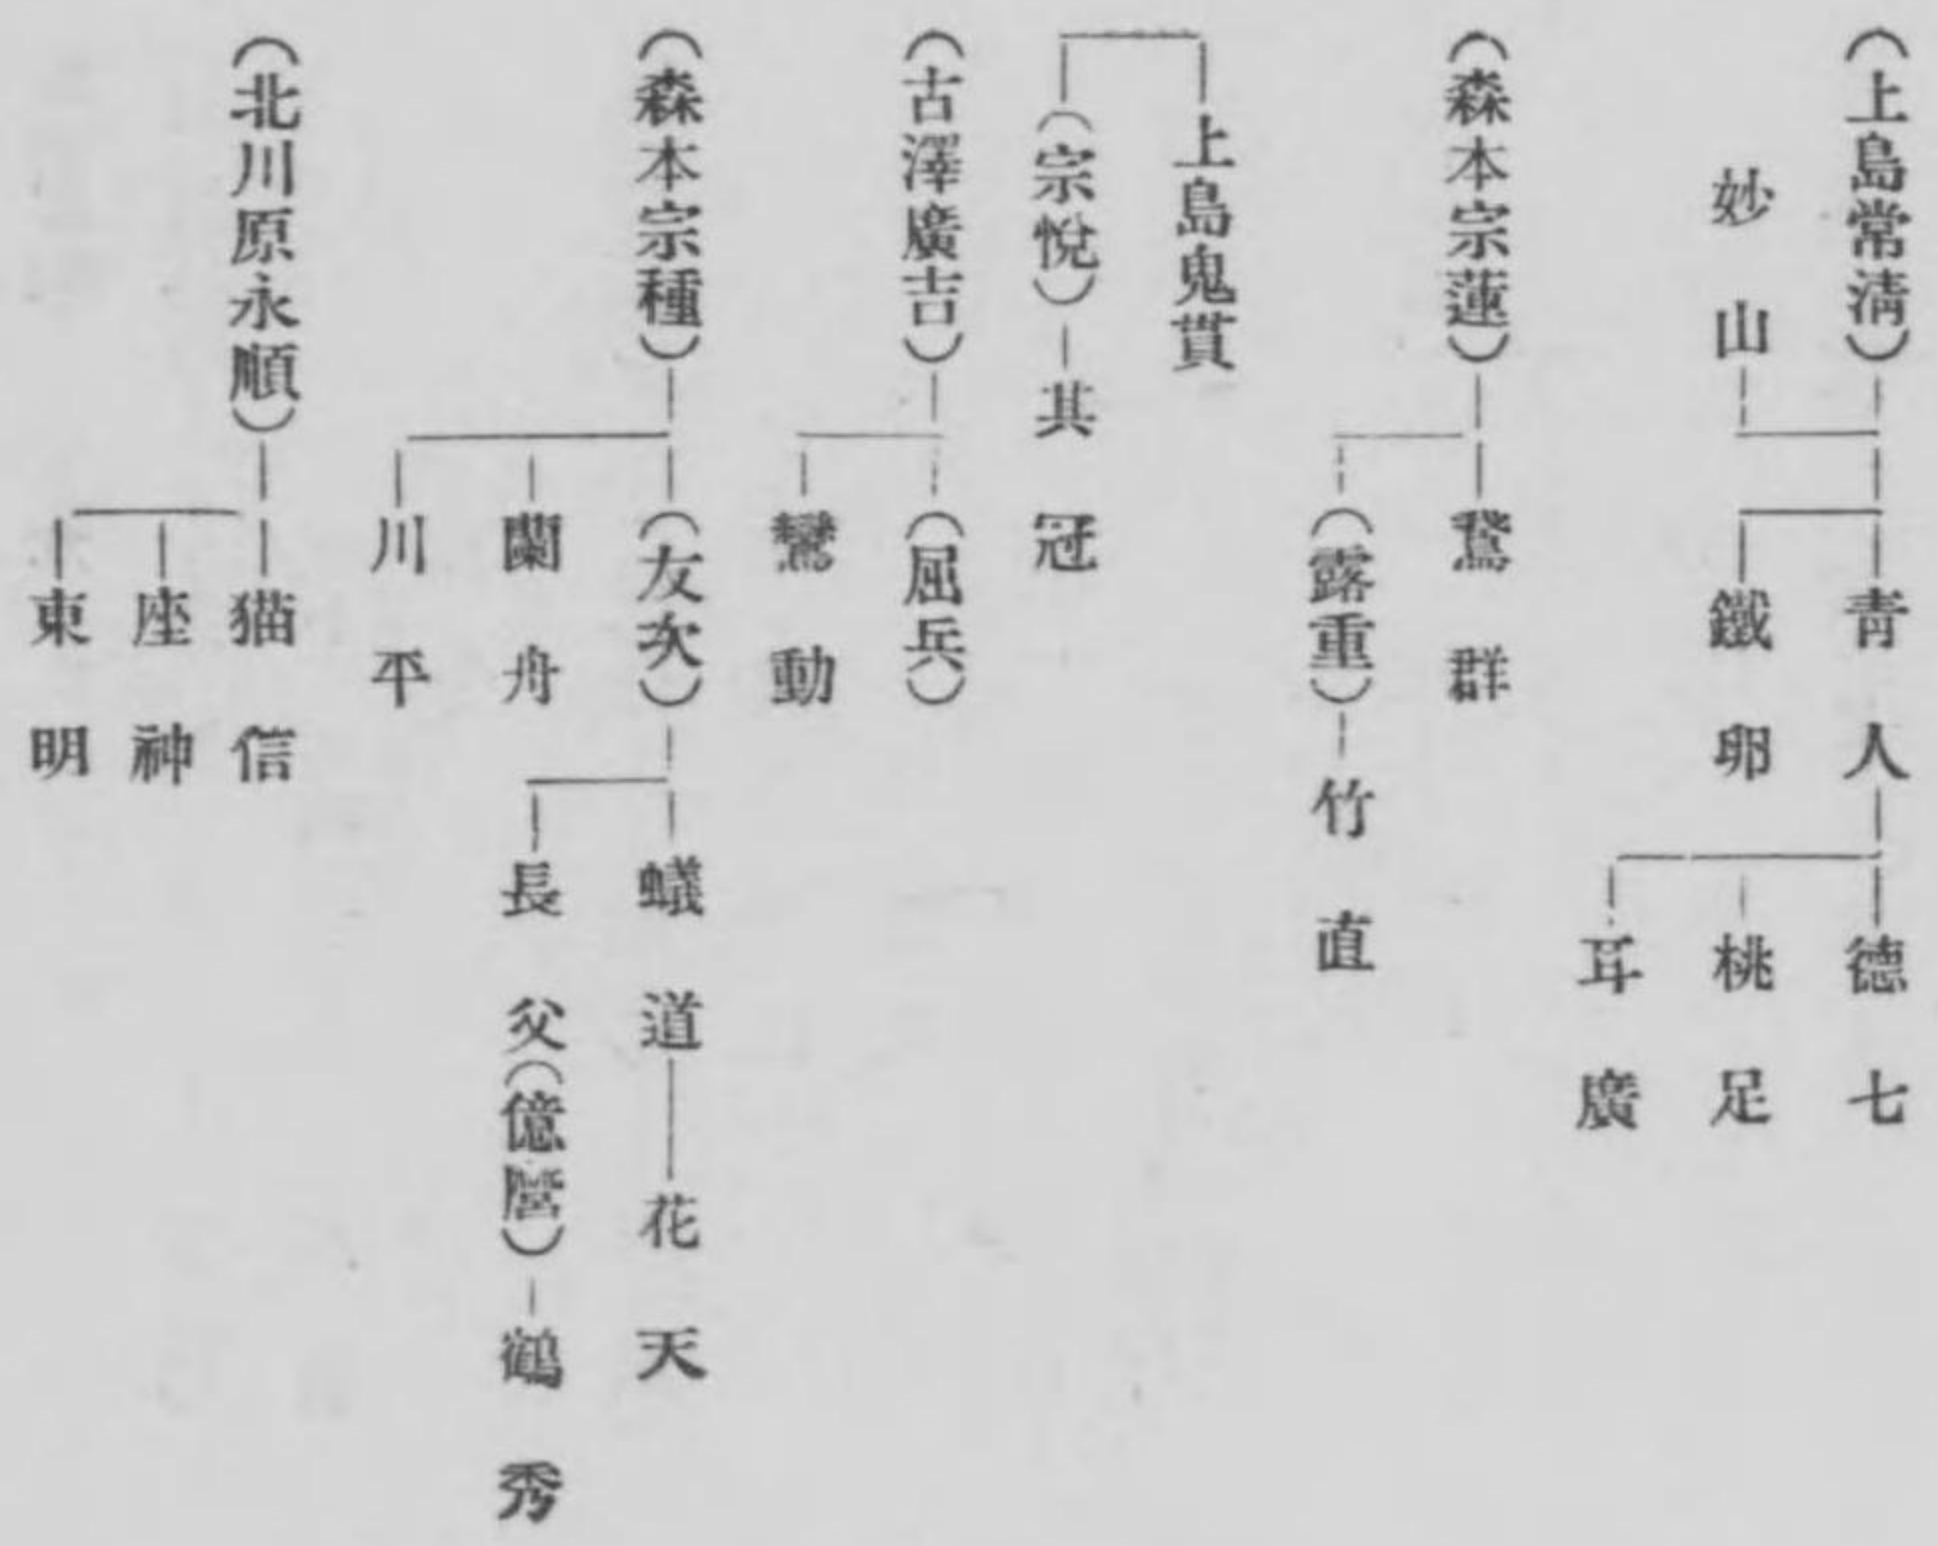 (上島常清)
妙山
青人
鐵卵
德七
桃足
耳廣
(森本宗蓮)
鵞群
(露重)
竹直
上島鬼貫
(宗悅)
其冠
(古澤廣吉)
(屈兵)
鸞動
(森本宗種)
(友次)
蘭舟
川平
蟻道
花天
長父(億麿)
鶴秀
(北川原永順)
猫信
座神
東明